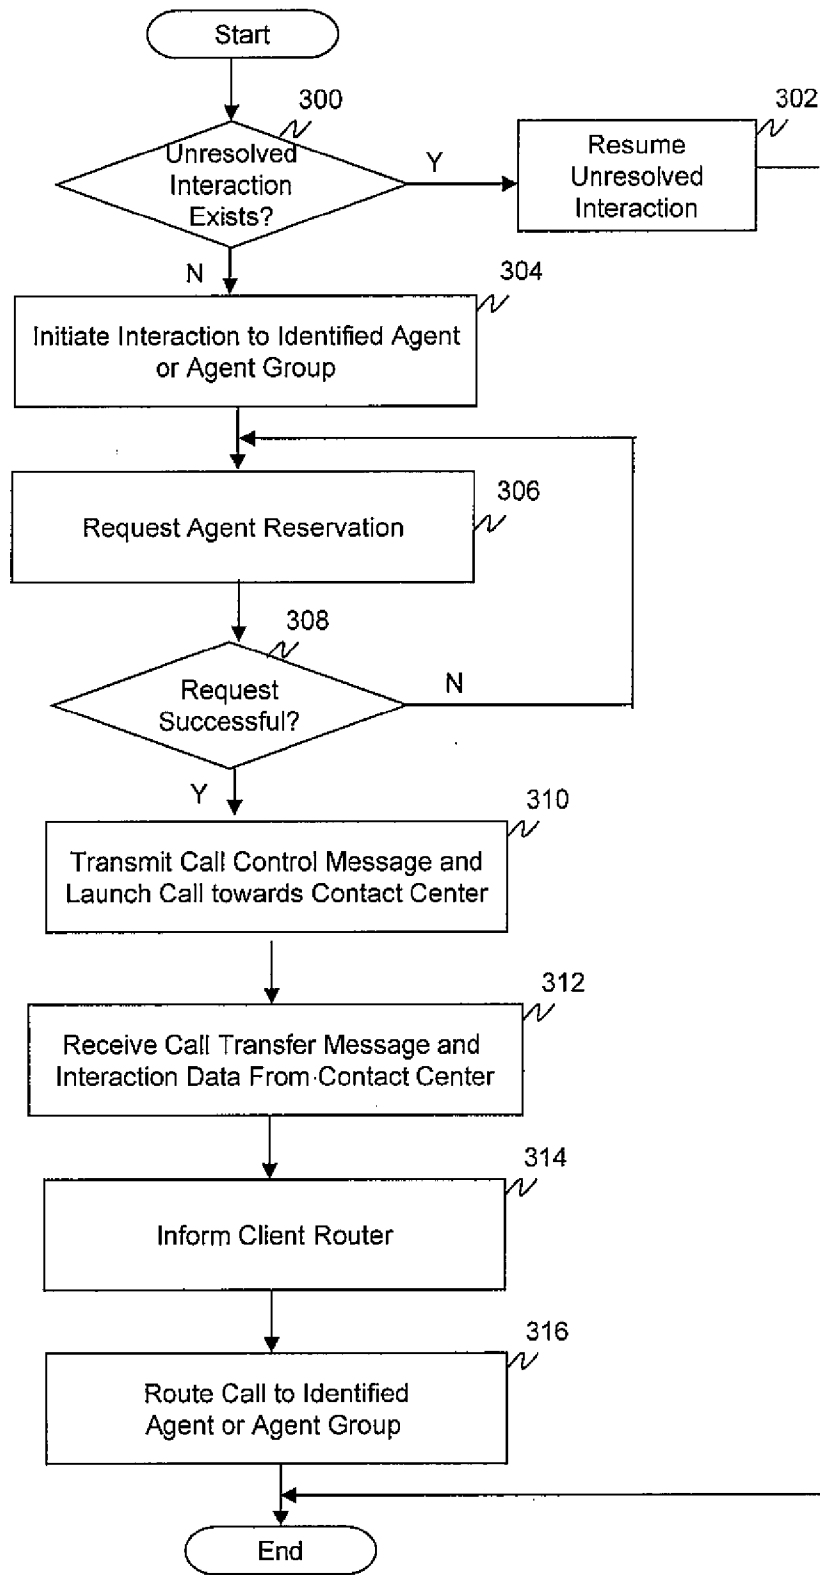 Start
300
Unresolved
Interaction
Exists?
Y
302
Resume
Unresolved
Interaction
N
304
Initiate Interaction to Identified Agent
or Agent Group
306
Request Agent Reservation
308
Request
Successful?
N
Y
310
Transmit Call Control Message and
Launch Call towards Contact Center
312
Receive Call Transfer Message and
Interaction Data From Contact Center
314
Inform Client Router
316
Route Call to Identified
Agent or Agent Group
End